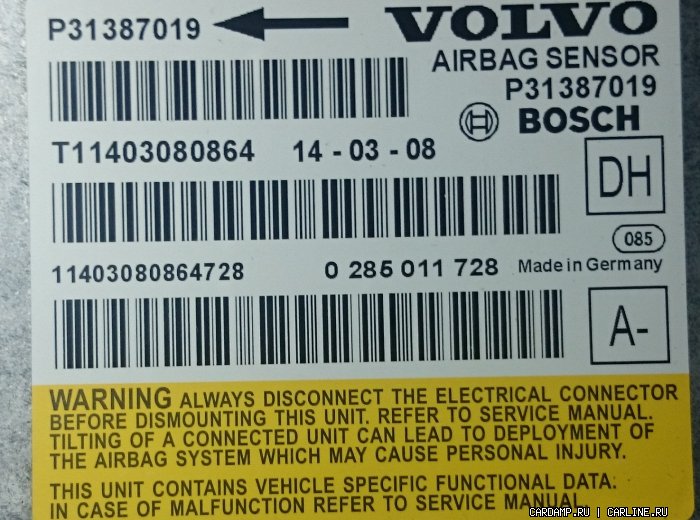 P31387019
VOLVO
AIRBAG SENSOR
P31387019
BOSCH
T11403080864 14 - 03 - 08
DH
085
11403080864728 0 285 011 728 Made in Germany
A-
WARNING ALWAYS DISCONNECT THE ELECTRICAL CONNECTOR
BEFORE DISMOUNTING THIS UNIT. REFER TO SERVICE MANUAL.
TILTING OF A CONNECTED UNIT CAN LEAD TO DEPLOYMENT OF
THE AIRBAG SYSTEM WHICH MAY CAUSE PERSONAL INJURY.
THIS UNIT CONTAINS VEHICLE SPECIFIC FUNCTIONAL DATA.
IN CASE OF MALFUNCTION REFER TO SERVICE MANUAL
CARDAMP.RU | CARLINE.RU